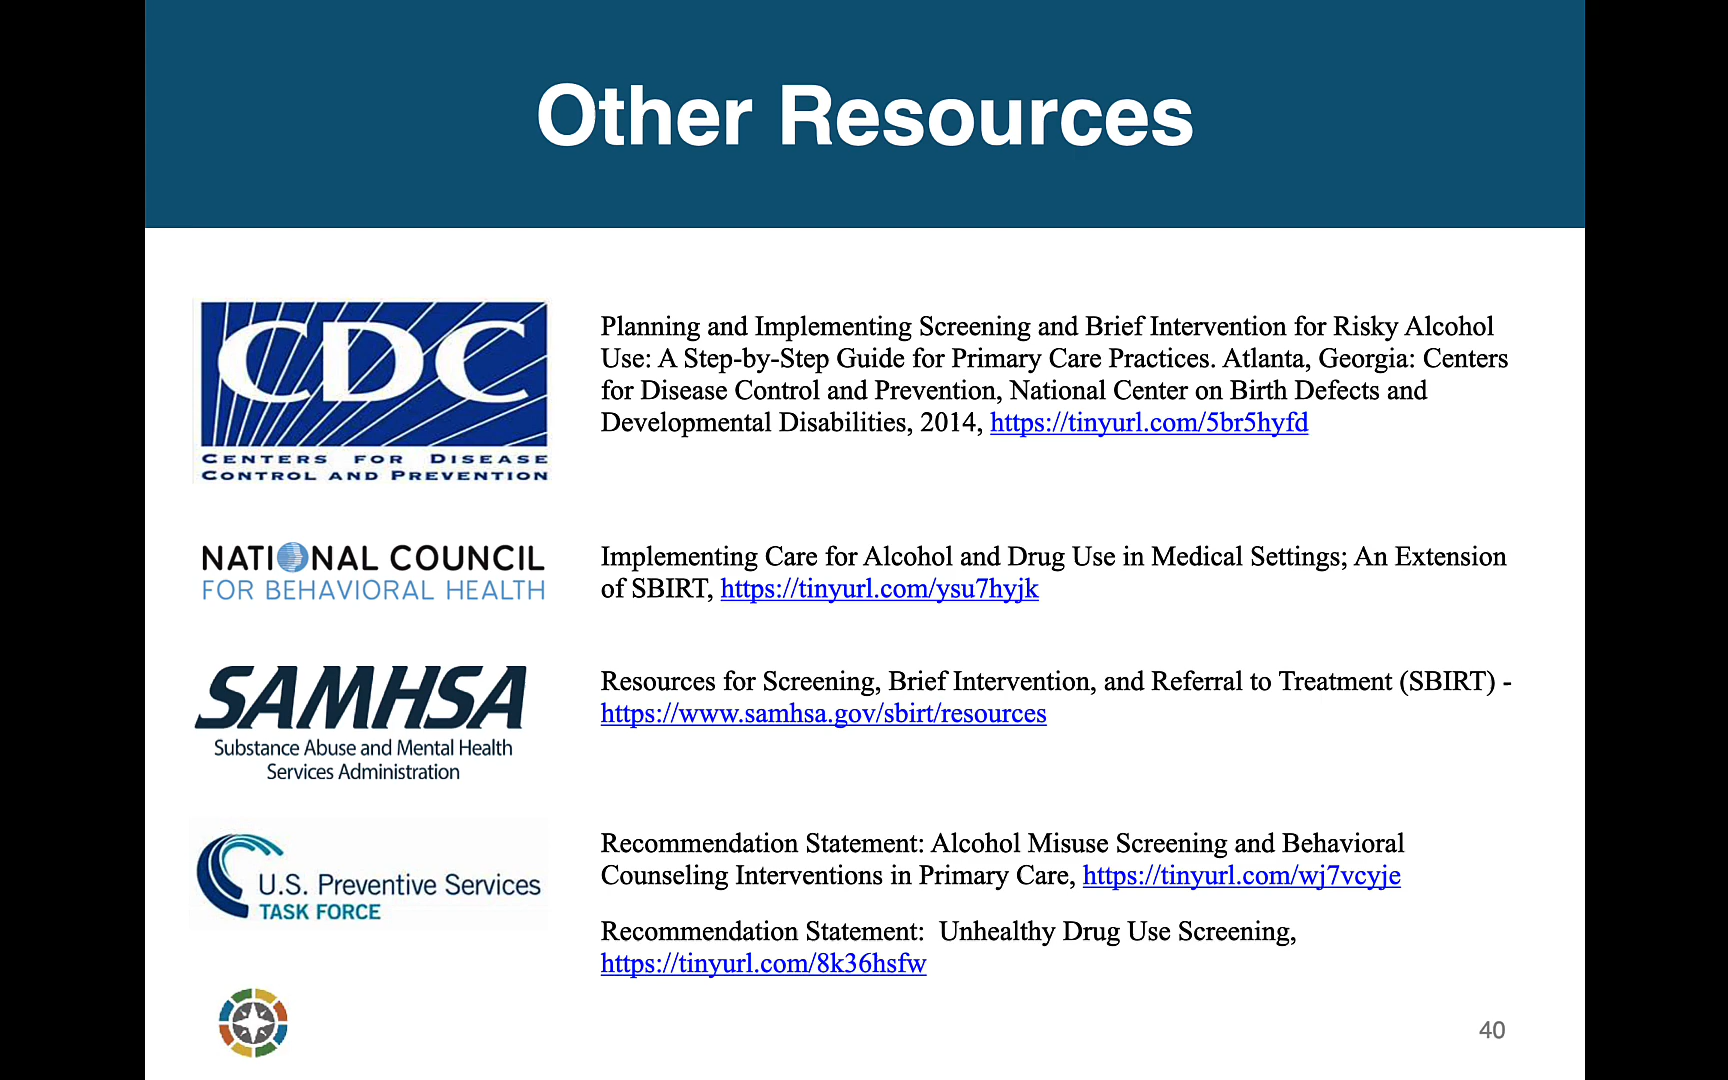 Other Resources
CDC
CENTERS FOR DISEASE
CONTROL AND PREVENTION
Planning and Implementing Screening and Brief Intervention for Risky Alcohol
Use: A Step-by-Step Guide for Primary Care Practices. Atlanta, Georgia: Centers
for Disease Control and Prevention, National Center on Birth Defects and
Developmental Disabilities, 2014, https://tinyurl.com/5br5hyfd
NATIONAL COUNCIL
FOR BEHAVIORAL HEALTH
Implementing Care for Alcohol and Drug Use in Medical Settings; An Extension
of SBIRT, https://tinyurl.com/ysu7hyjk
SAMHSA
Substance Abuse and Mental Health
Services Administration
Resources for Screening, Brief Intervention, and Referral to Treatment (SBIRT) -
https://www.samhsa.gov/sbirt/resources
U.S. Preventive Services
TASK FORCE
Recommendation Statement: Alcohol Misuse Screening and Behavioral
Counseling Interventions in Primary Care, https://tinyurl.com/wj7vcyje
Recommendation Statement:  Unhealthy Drug Use Screening,
https://tinyurl.com/8k36hsfw
40